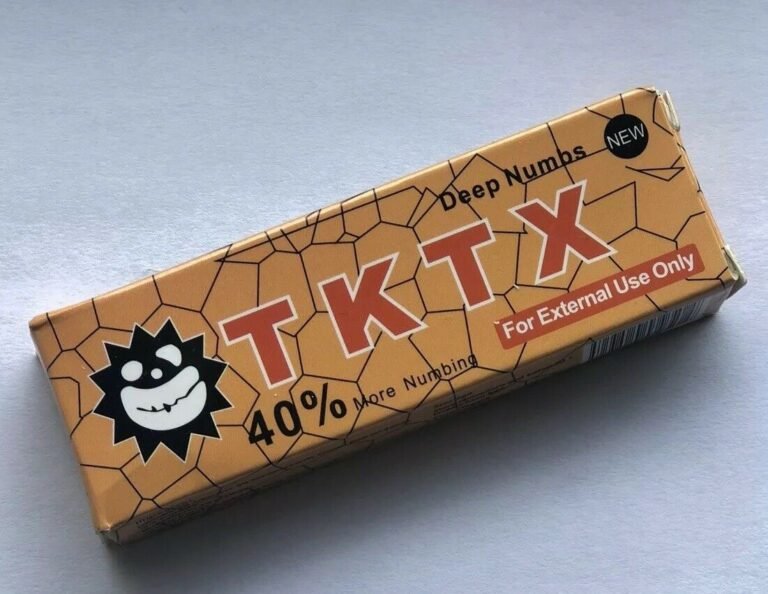 NEW
Deep Numbs
TKTX
For External Use Only
40% More Numbing